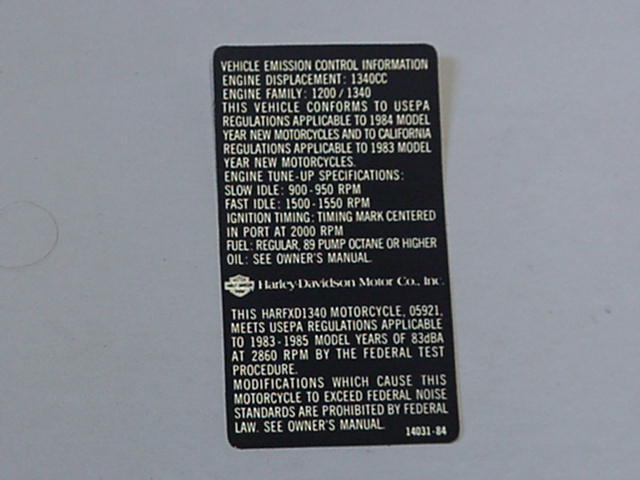 VEHICLE EMISSION CONTROL INFORMATION
ENGINE DISPLACEMENT: 1340CC
ENGINE FAMILY: 1200 / 1340
THIS VEHICLE CONFORMS TO USEPA
REGULATIONS APPLICABLE TO 1984 MODEL
YEAR NEW MOTORCYCLES AND TO CALIFORNIA
REGULATIONS APPLICABLE TO 1983 MODEL
YEAR NEW MOTORCYCLES.
ENGINE TUNE-UP SPECIFICATIONS:
SLOW IDLE: 900-950 RPM
FAST IDLE: 1500-1550 RPM
IGNITION TIMING: TIMING MARK CENTERED
IN PORT AT 2000 RPM
FUEL: REGULAR, 89 PUMP OCTANE OR HIGHER
OIL: SEE OWNER'S MANUAL.
Harley-Davidson Motor Co., Inc.
THIS HARFXD1340 MOTORCYCLE, 05921,
MEETS USEPA REGULATIONS APPLICABLE
TO 1983-1985 MODEL YEARS OF 83dBA
AT 2860 RPM BY THE FEDERAL TEST
PROCEDURE.
MODIFICATIONS WHICH CAUSE THIS
MOTORCYCLE TO EXCEED FEDERAL NOISE
STANDARDS ARE PROHIBITED BY FEDERAL
LAW. SEE OWNER'S MANUAL.
14031-84